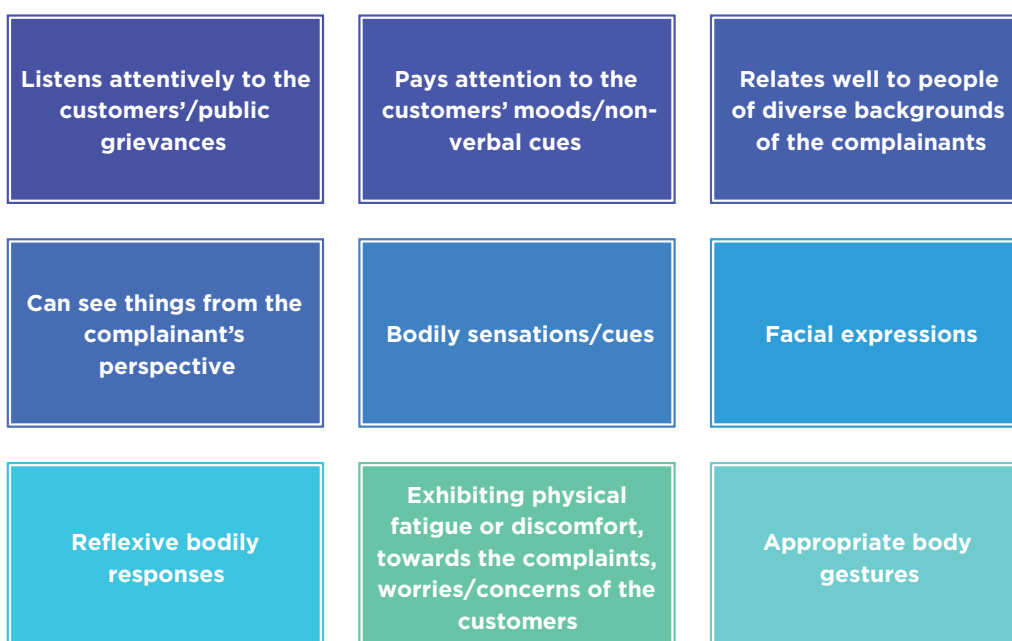 Listens attentively to the
customers’/public
grievances
Pays attention to the
customers’ moods/non-
verbal cues
Relates well to people
of diverse backgrounds
of the complainants
Can see things from the
complainant’s
perspective
Bodily sensations/cues
Facial expressions
Reflexive bodily
responses
Exhibiting physical
fatigue or discomfort,
towards the complaints,
worries/concerns of the
customers
Appropriate body
gestures